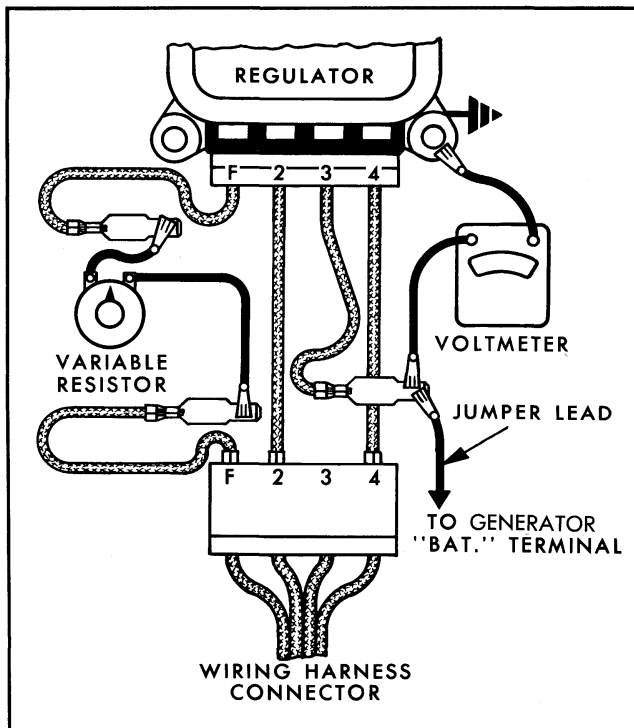 REGULATOR
F 2 3 4
VARIABLE
RESISTOR
VOLTMETER
JUMPER LEAD
F 2 3 4
TO GENERATOR
"BAT." TERMINAL
WIRING HARNESS
CONNECTOR